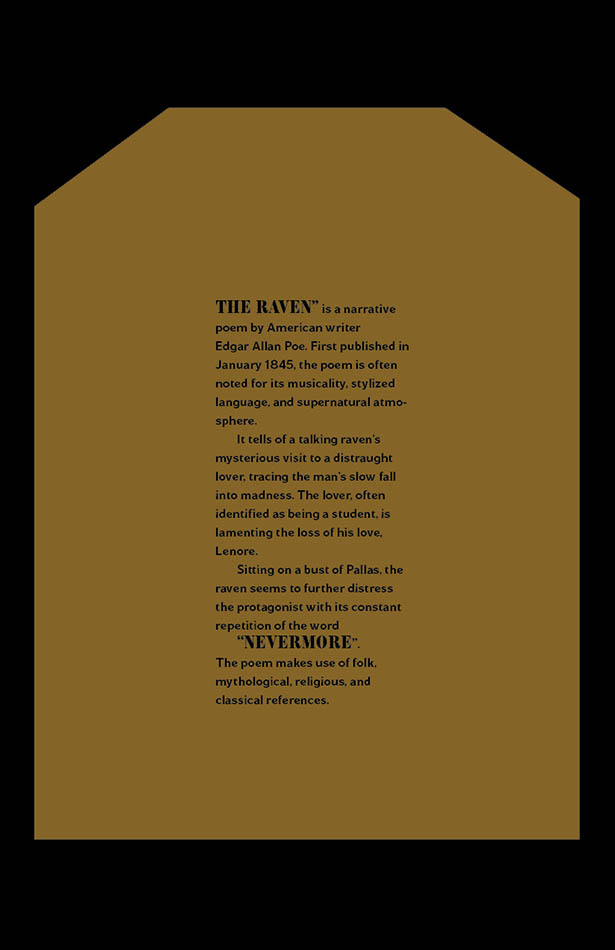 THE RAVEN” is a narrative
poem by American writer
Edgar Allan Poe. First published in
January 1845, the poem is often
noted for its musicality, stylized
language, and supernatural atmo-
sphere.
It tells of a talking raven’s
mysterious visit to a distraught
lover, tracing the man’s slow fall
into madness. The lover, often
identified as being a student, is
lamenting the loss of his love,
Lenore.
Sitting on a bust of Pallas, the
raven seems to further distress
the protagonist with its constant
repetition of the word
“NEVERMORE”.
The poem makes use of folk,
mythological, religious, and
classical references.